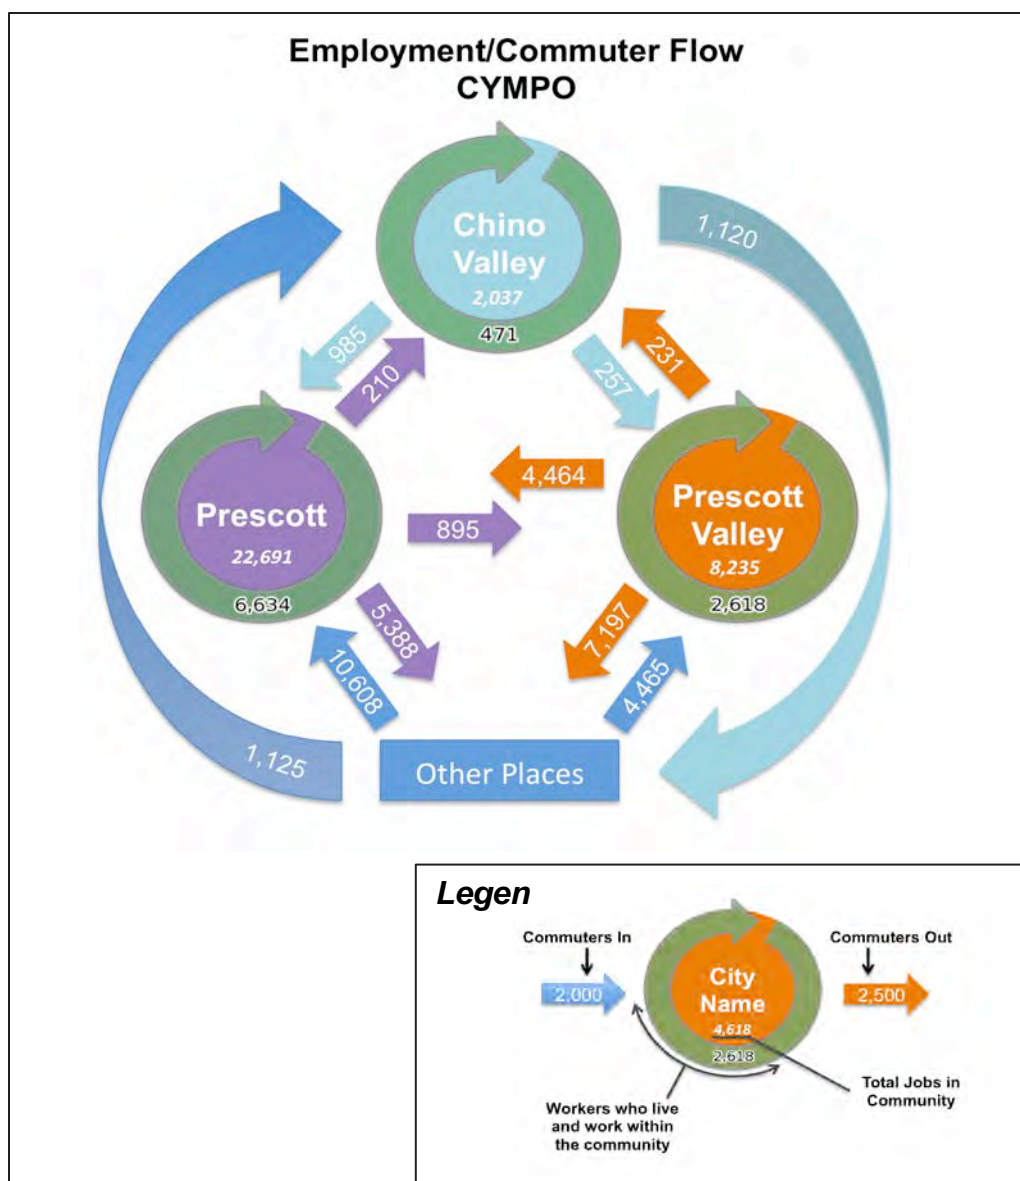 Employment/Commuter Flow
CYMPO
Chino
Valley
2,037
471
1,120
985
210
231
257
Prescott
22,691
6,634
4,464
895
Prescott
Valley
8,235
2,618
5,388
10,608
7,197
4,465
1,125
Other Places
Legen
Commuters In
Commuters Out
2,000
City
Name
4,618
2,618
2,500
Total Jobs in
Community
Workers who live
and work within
the community